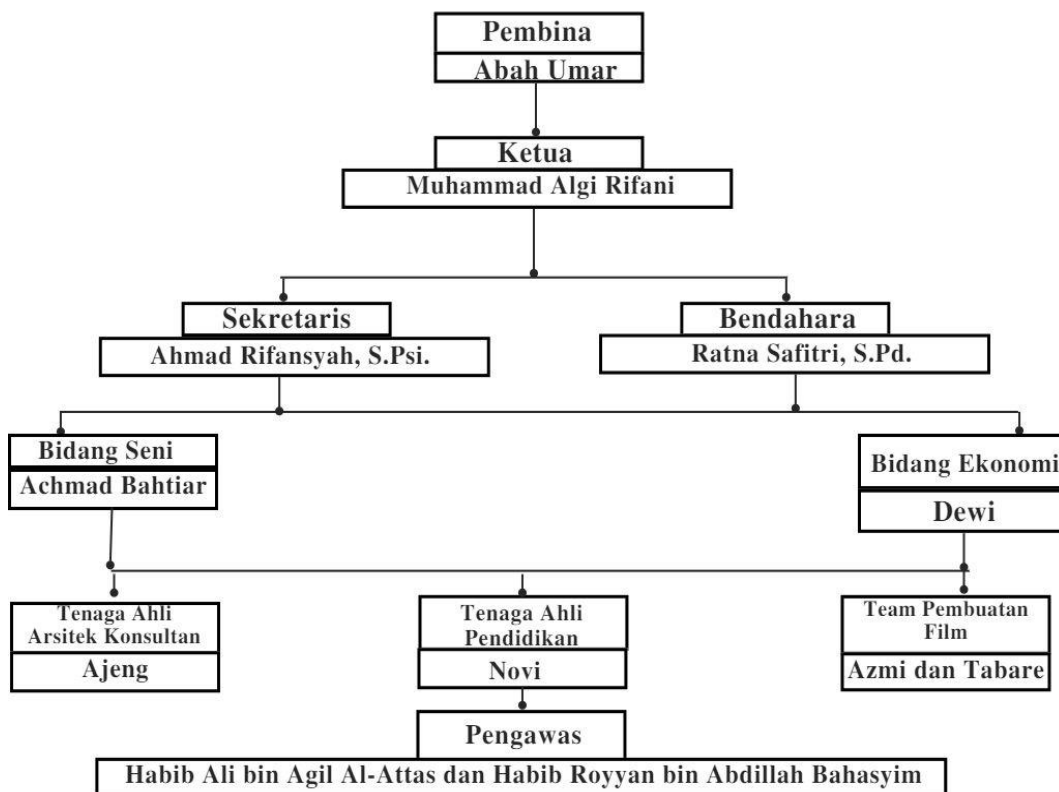 Pembina
Abah Umar
Ketua
Muhammad Algi Rifani
Sekretaris
Ahmad Rifansyah, S.Psi.
Bendahara
Ratna Safitri, S.Pd.
Bidang Seni
Achmad Bahtiar
Bidang Ekonomi
Dewi
Tenaga Ahli
Arsitek Konsultan
Ajeng
Tenaga Ahli
Pendidikan
Novi
Team Pembuatan
Film
Azmi dan Tabare
Pengawas
Habib Ali bin Agil Al-Attas dan Habib Royyan bin Abdillah Bahasyim